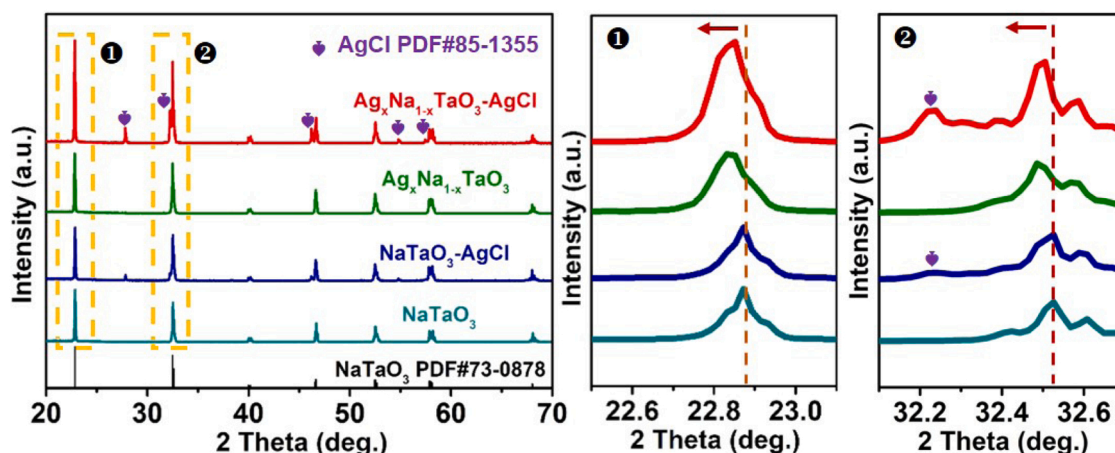 Intensity (a.u.)
❶
❷
AgCl PDF#85-1355
AgₓNa₁₋ₓTaO₃-AgCl
AgₓNa₁₋ₓTaO₃
NaTaO₃-AgCl
NaTaO₃
NaTaO₃ PDF#73-0878
20 30 40 50 60 70
2 Theta (deg.)
❶
Intensity (a.u.)
22.6 22.8 23.0
2 Theta (deg.)
❷
Intensity (a.u.)
32.2 32.4 32.6
2 Theta (deg.)